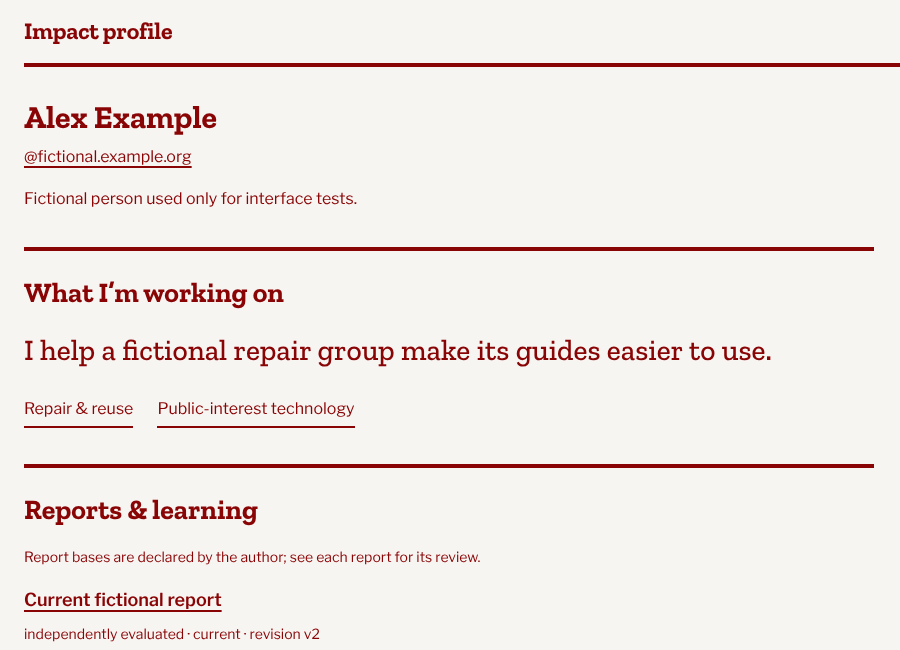 Impact profile
Alex Example
@fictional.example.org
Fictional person used only for interface tests.
What I’m working on
I help a fictional repair group make its guides easier to use.
Repair & reuse
Public-interest technology
Reports & learning
Report bases are declared by the author; see each report for its review.
Current fictional report
independently evaluated · current · revision v2